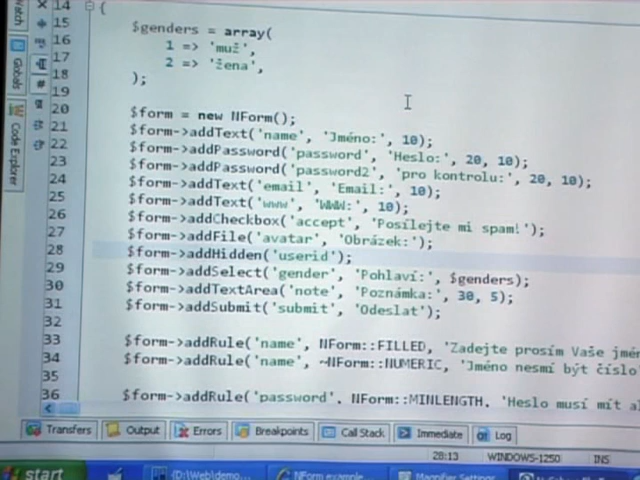 Watch
Globals
Code Explorer
14 {
15 $genders = array(
16 1 => 'muž',
17 2 => 'žena',
18 );
19
20 $form = new NForm();
21 $form->addText('name', 'Jméno:', 10);
22 $form->addPassword('password', 'Heslo:', 20, 10);
23 $form->addPassword('password2', 'pro kontrolu:', 20, 10);
24 $form->addText('email', 'Email:', 10);
25 $form->addText('www', 'WWW:', 10);
26 $form->addCheckbox('accept', 'Posílejte mi spam!');
27 $form->addFile('avatar', 'Obrázek:');
28 $form->addHidden('userid');
29 $form->addSelect('gender', 'Pohlaví:', $genders);
30 $form->addTextArea('note', 'Poznámka:', 30, 5);
31 $form->addSubmit('submit', 'Odeslat');
32
33 $form->addRule('name', NForm::FILLED, 'Zadejte prosím Vaše jmén
34 $form->addRule('name', ~NForm::NUMERIC, 'Jméno nesmí být číslo'
35
36 $form->addRule('password', NForm::MINLENGTH, 'Heslo musí mít al
Transfers Output Errors Breakpoints Call Stack Immediate Log
28:13 WINDOWS-1250 INS
start {D:\Web\demo... NForm example Magnifier Settings